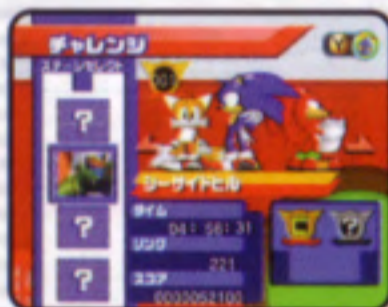 チャレンジ
ステージセレクト
?
シーサイドヒル
?
タイム
04:56:31
リング
221
?
スコア
0000052100